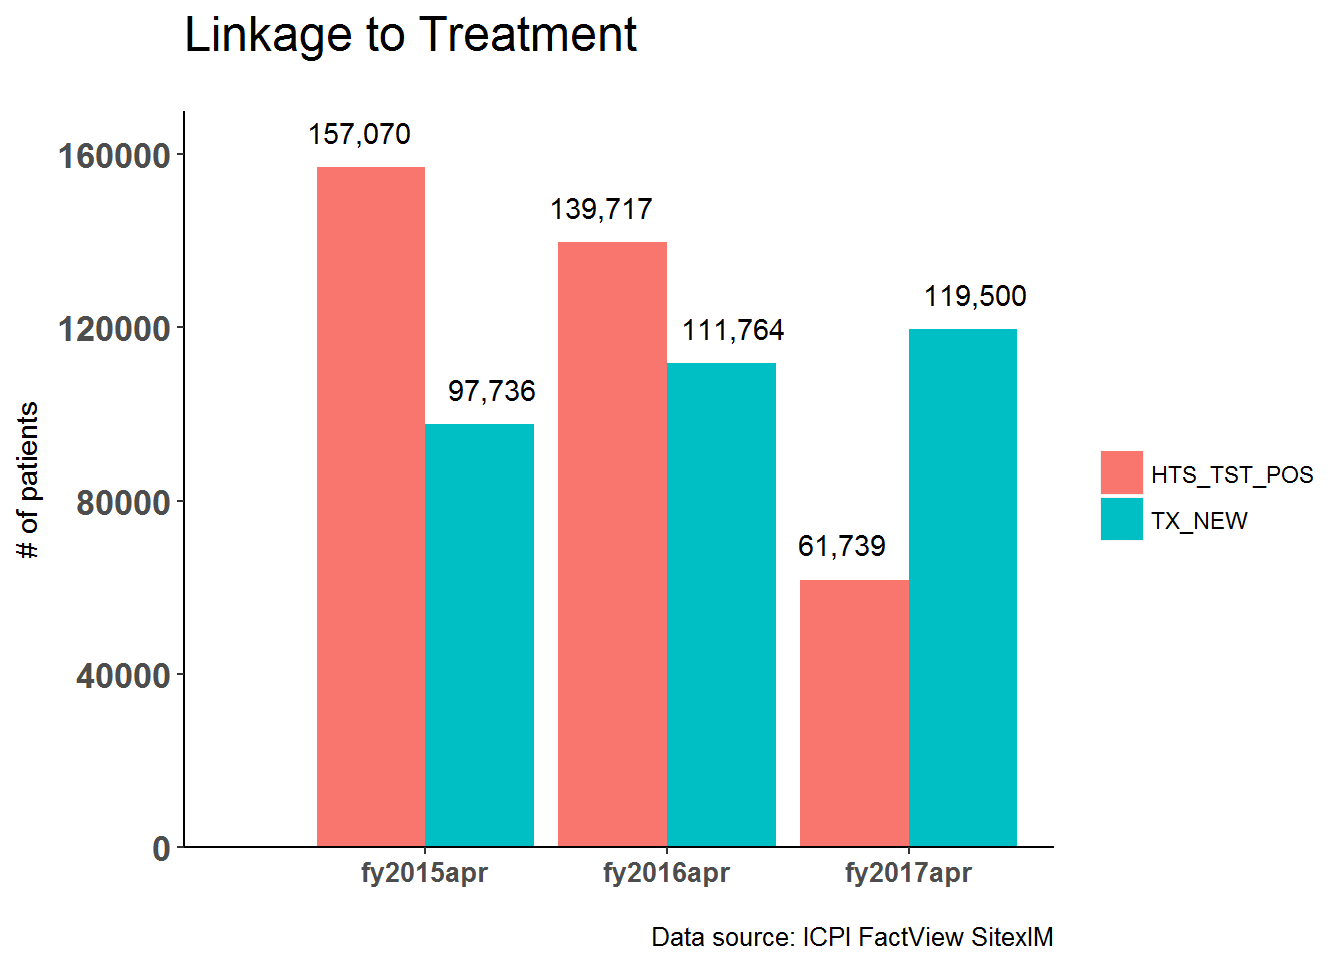 Linkage to Treatment
157,070
160000
139,717
119,500
120000
111,764
97,736
# of patients
HTS_TST_POS
80000
TX_NEW
61,739
40000
0
fy2015apr fy2016apr fy2017apr
Data source: ICPI FactView SitexIM